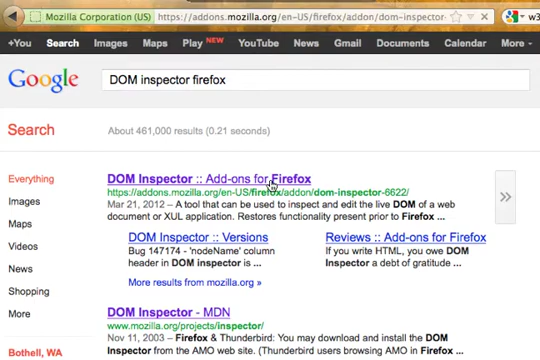 Mozilla Corporation (US) https://addons.mozilla.org/en-US/firefox/addon/dom-inspector- w3
+You Search Images Maps Play NEW YouTube News Gmail Documents Calendar More
Google DOM inspector firefox
Search About 461,000 results (0.21 seconds)
Everything
Images
Maps
Videos
News
Shopping
More
Bothell, WA
DOM Inspector :: Add-ons for Firefox
https://addons.mozilla.org/en-US/firefox/addon/dom-inspector-6622/
Mar 21, 2012 – A tool that can be used to inspect and edit the live DOM of a web
document or XUL application. Restores functionality present prior to Firefox ...
DOM Inspector :: Versions
Bug 147174 - 'nodeName' column
header in DOM inspector is ...
Reviews :: Add-ons for Firefox
If you write HTML, you owe DOM
Inspector a debt of gratitude ...
More results from mozilla.org »
DOM Inspector - MDN
www.mozilla.org/projects/inspector/
Nov 11, 2003 – Firefox & Thunderbird: You may download and install the DOM
Inspector from the AMO web site. (Thunderbird users browsing AMO in Firefox ...